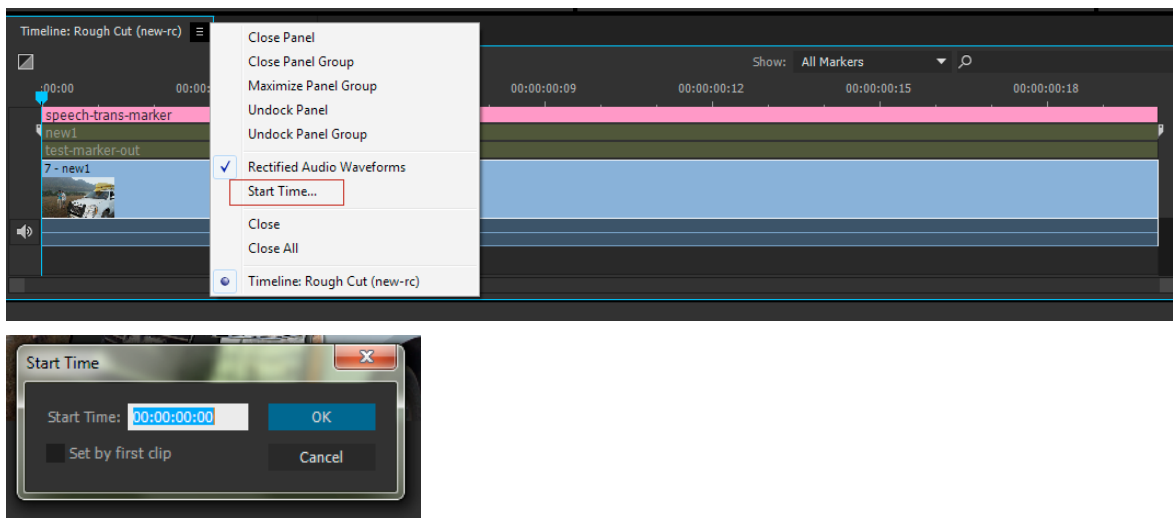 Timeline: Rough Cut (new-rc)
Close Panel
Close Panel Group
Maximize Panel Group
Undock Panel
Undock Panel Group
Rectified Audio Waveforms
Start Time...
Close
Close All
Timeline: Rough Cut (new-rc)
Show: All Markers
:00:00 00:00: 00:00:00:09 00:00:00:12 00:00:00:15 00:00:00:18
speech-trans-marker
new1
test-marker-out
7 - new1
Start Time
Start Time: 00:00:00:00 OK
Set by first clip Cancel